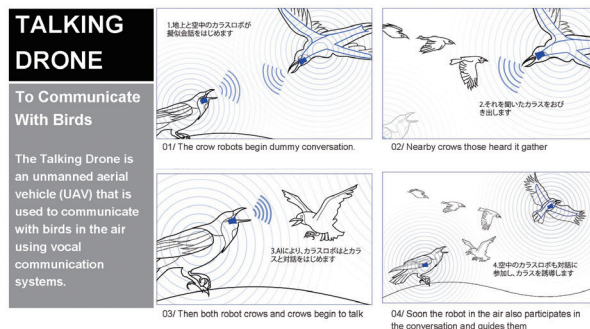 TALKING
DRONE
To Communicate
With Birds
The Talking Drone is
an unmanned aerial
vehicle (UAV) that is
used to communicate
with birds in the air
using vocal
communication
systems.
1.地上と空中のカラスロボが
擬似会話をはじめます
01/ The crow robots begin dummy conversation.
2.それを聞いたカラスをおび
き出します
02/ Nearby crows those heard it gather
3.AIにより、カラスロボはとカラ
スと対話をはじめます
03/ Then both robot crows and crows begin to talk
4.空中のカラスロボも対話に
参加し、カラスを誘導します
04/ Soon the robot in the air also participates in
the conversation and guides them